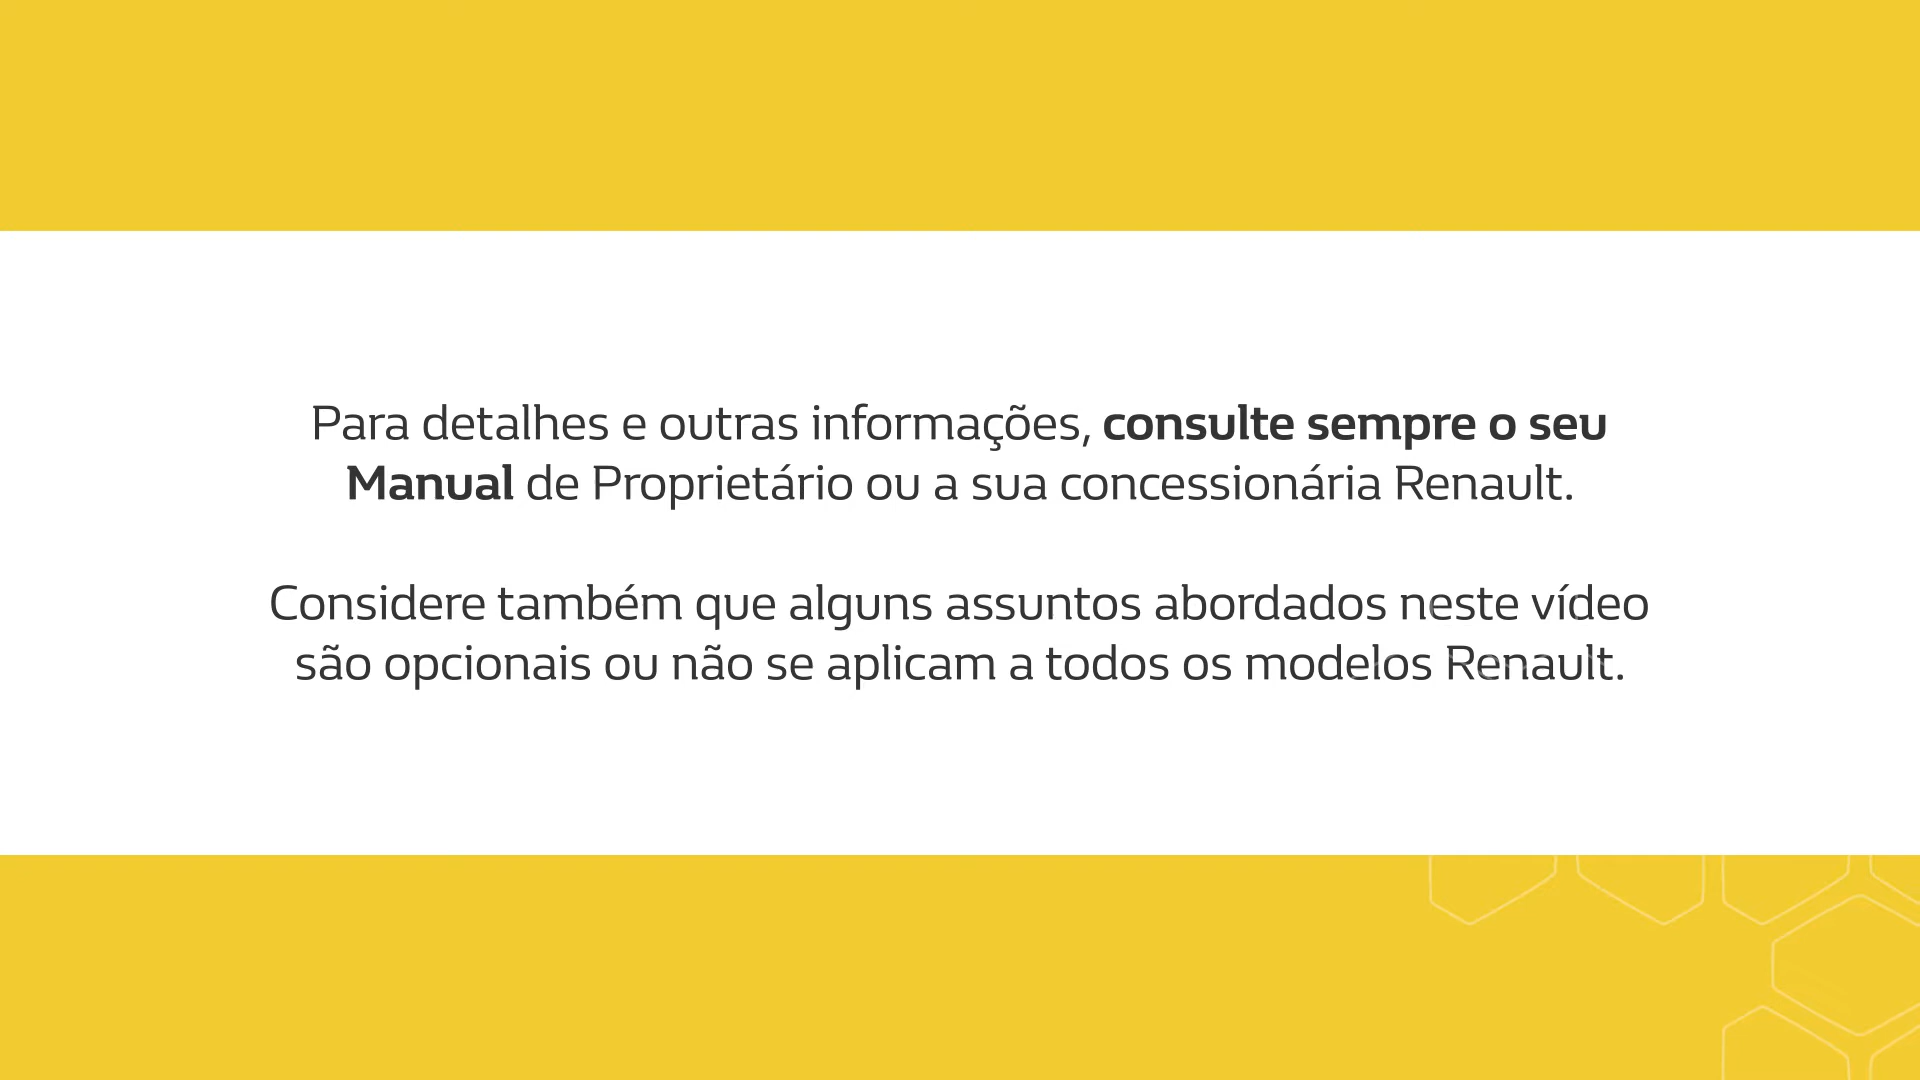 Para detalhes e outras informações, consulte sempre o seu
Manual de Proprietário ou a sua concessionária Renault.
Considere também que alguns assuntos abordados neste vídeo
são opcionais ou não se aplicam a todos os modelos Renault.